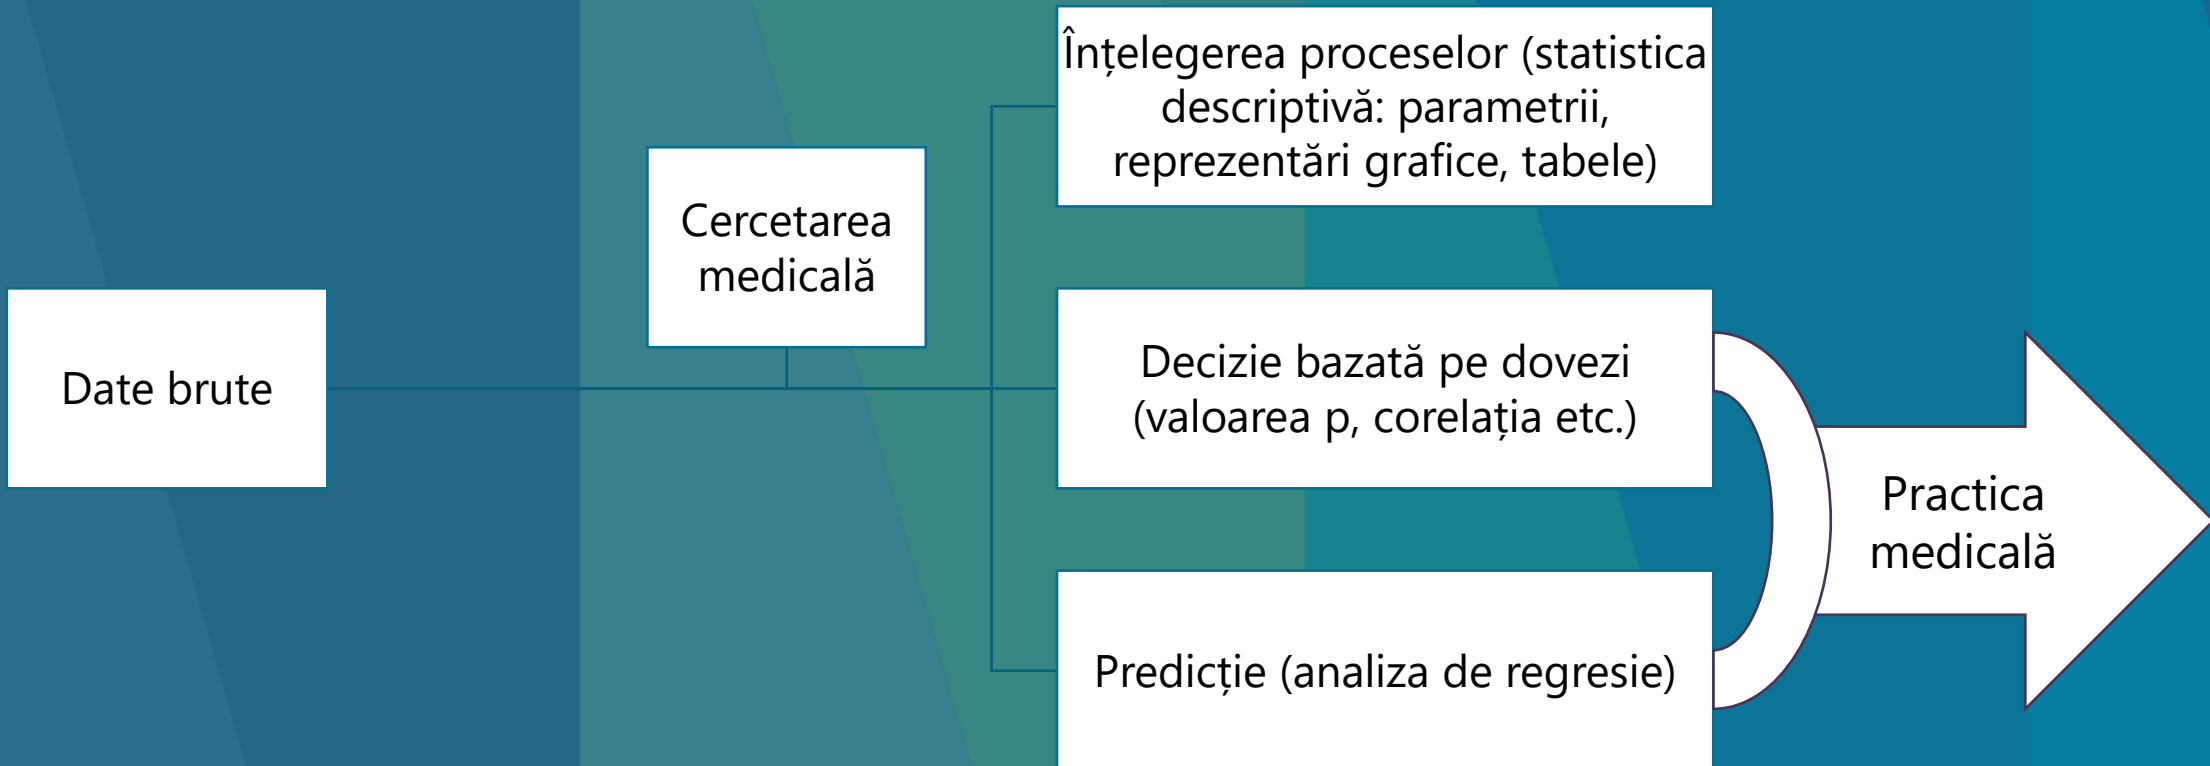 Date brute
Cercetarea
medicală
Înțelegerea proceselor (statistica
descriptivă: parametrii,
reprezentări grafice, tabele)
Decizie bazată pe dovezi
(valoarea p, corelația etc.)
Predicție (analiza de regresie)
Practica
medicală